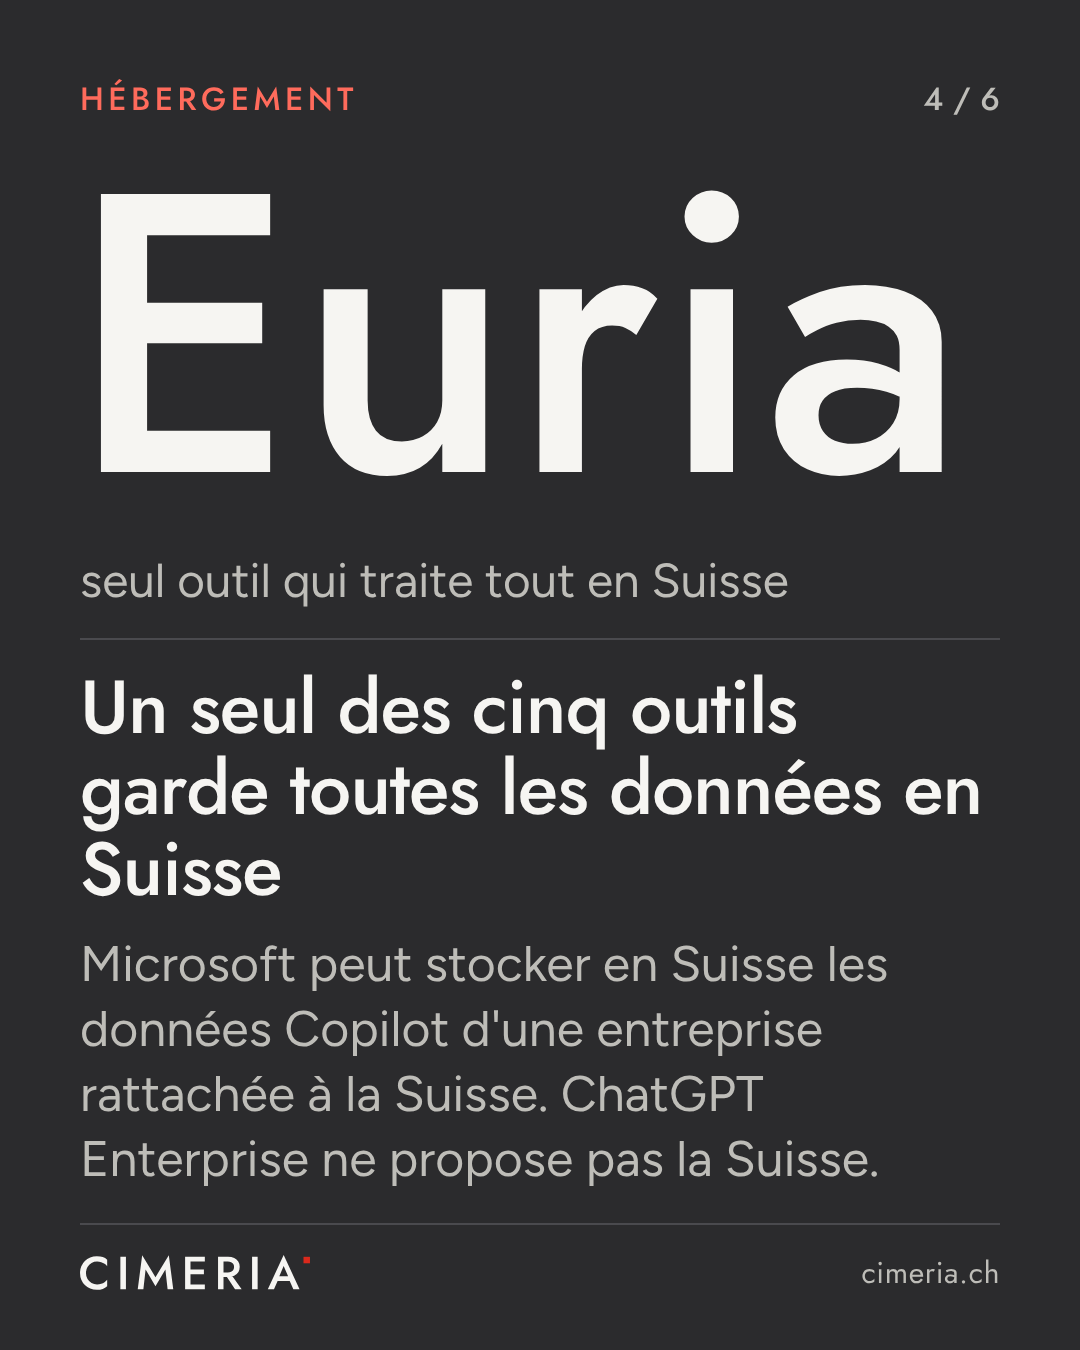 HÉBERGEMENT
4 / 6
Euria
seul outil qui traite tout en Suisse
Un seul des cinq outils
garde toutes les données en
Suisse
Microsoft peut stocker en Suisse les
données Copilot d'une entreprise
rattachée à la Suisse. ChatGPT
Enterprise ne propose pas la Suisse.
CIMERIA
cimeria.ch